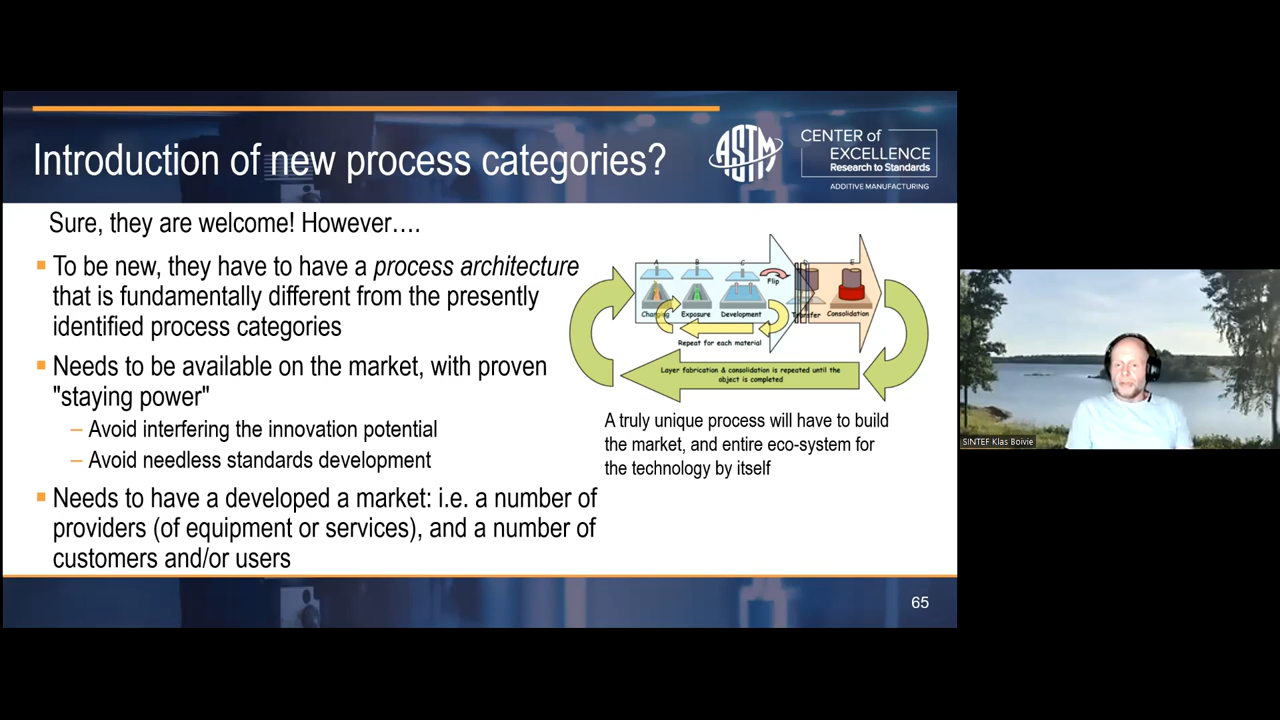 Introduction of new process categories?
ASTM
CENTER of
EXCELLENCE
Research to Standards
ADDITIVE MANUFACTURING
Sure, they are welcome! However….
To be new, they have to have a process architecture
that is fundamentally different from the presently
identified process categories
Needs to be available on the market, with proven
"staying power"
– Avoid interfering the innovation potential
– Avoid needless standards development
Needs to have a developed a market: i.e. a number of
providers (of equipment or services), and a number of
customers and/or users
A B C D E
Flip
Charging Exposure Development Transfer Consolidation
Repeat for each material
Layer fabrication & consolidation is repeated until the
object is completed
A truly unique process will have to build
the market, and entire eco-system for
the technology by itself
65
SINTEF Klas Boivie